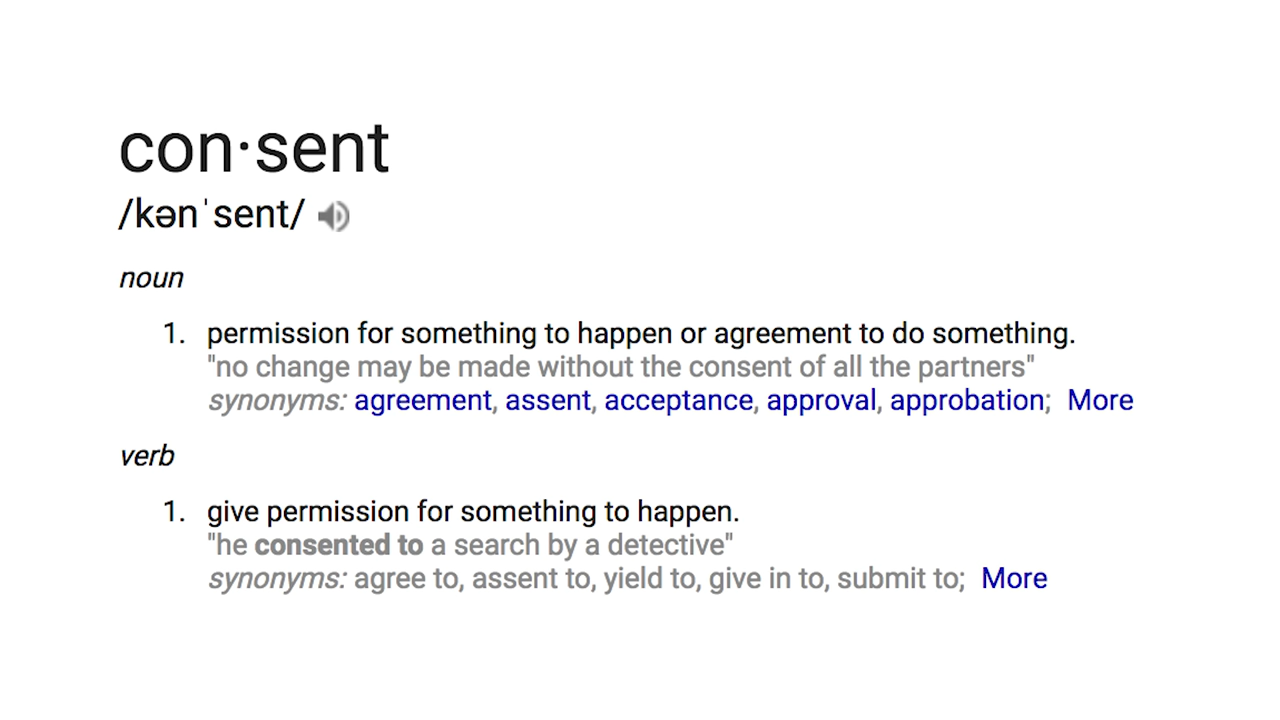 con·sent
/kənˈsent/
noun
1. permission for something to happen or agreement to do something.
"no change may be made without the consent of all the partners"
synonyms: agreement, assent, acceptance, approval, approbation; More
verb
1. give permission for something to happen.
"he consented to a search by a detective"
synonyms: agree to, assent to, yield to, give in to, submit to; More